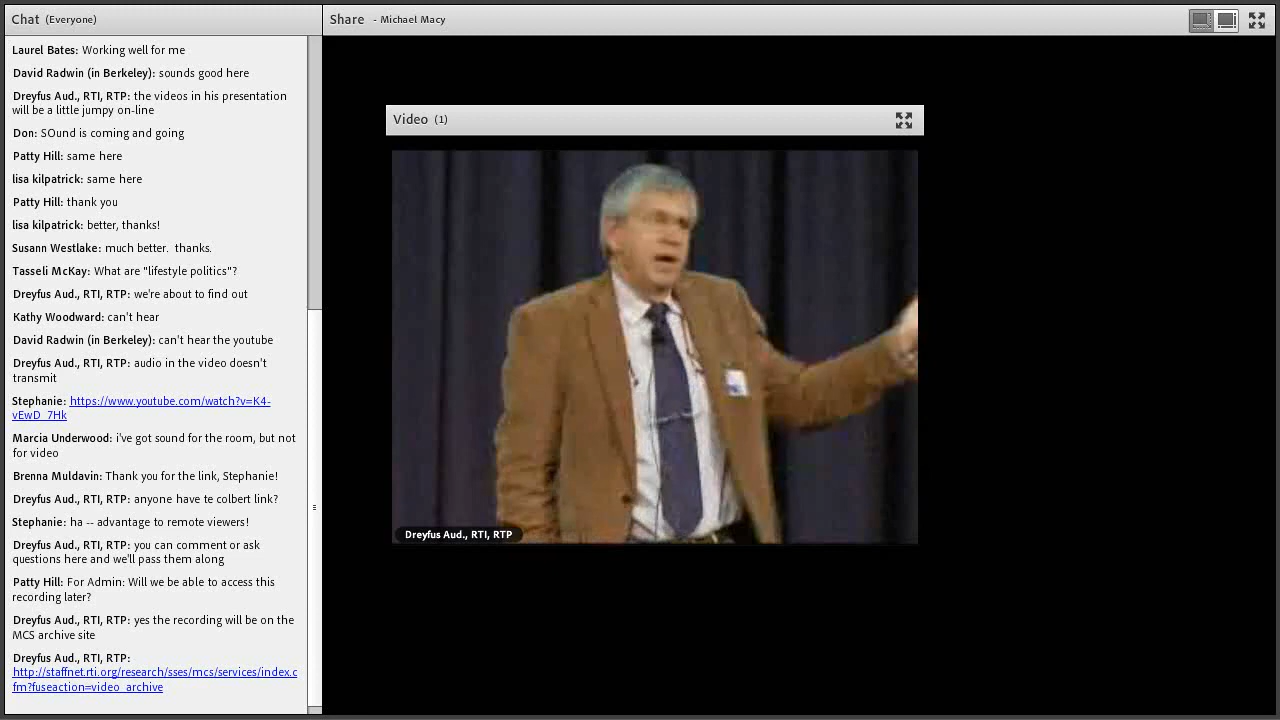 Chat (Everyone)
Share - Michael Macy
Laurel Bates: Working well for me
David Radwin (in Berkeley): sounds good here
Dreyfus Aud., RTI, RTP: the videos in his presentation
will be a little jumpy on-line
Don: SOund is coming and going
Patty Hill: same here
lisa kilpatrick: same here
Patty Hill: thank you
lisa kilpatrick: better, thanks!
Susann Westlake: much better.  thanks.
Tasseli McKay: What are "lifestyle politics"?
Dreyfus Aud., RTI, RTP: we're about to find out
Kathy Woodward: can't hear
David Radwin (in Berkeley): can't hear the youtube
Dreyfus Aud., RTI, RTP: audio in the video doesn't
transmit
Stephanie: https://www.youtube.com/watch?v=K4-
vEwD_7Hk
Marcia Underwood: i've got sound for the room, but not
for video
Brenna Muldavin: Thank you for the link, Stephanie!
Dreyfus Aud., RTI, RTP: anyone have te colbert link?
Stephanie: ha -- advantage to remote viewers!
Dreyfus Aud., RTI, RTP: you can comment or ask
questions here and we'll pass them along
Patty Hill: For Admin: Will we be able to access this
recording later?
Dreyfus Aud., RTI, RTP: yes the recording will be on the
MCS archive site
Dreyfus Aud., RTI, RTP:
http://staffnet.rti.org/research/sses/mcs/services/index.c
fm?fuseaction=video_archive
Video (1)
Dreyfus Aud., RTI, RTP